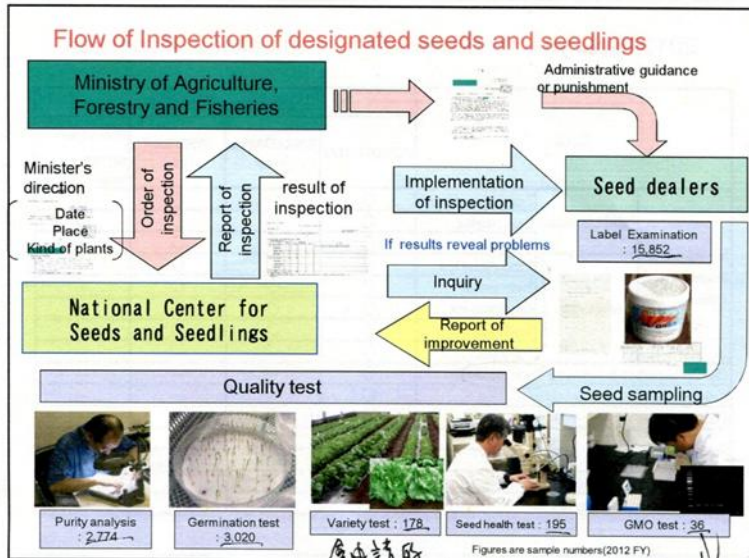 Flow of Inspection of designated seeds and seedlings
Ministry of Agriculture,
Forestry and Fisheries
Administrative guidance
or punishment
Minister's
direction
Date
Place
Kind of plants
Order of
inspection
Report of
inspection
result of
inspection
Implementation
of inspection
Seed dealers
Label Examination
: 15,852
If results reveal problems
Inquiry
National Center for
Seeds and Seedlings
Report of
improvement
Quality test
Seed sampling
Purity analysis
: 2,774
Germination test
: 3,020
Variety test : 178
Seed health test : 195
GMO test : 36
Figures are sample numbers(2012 FY)